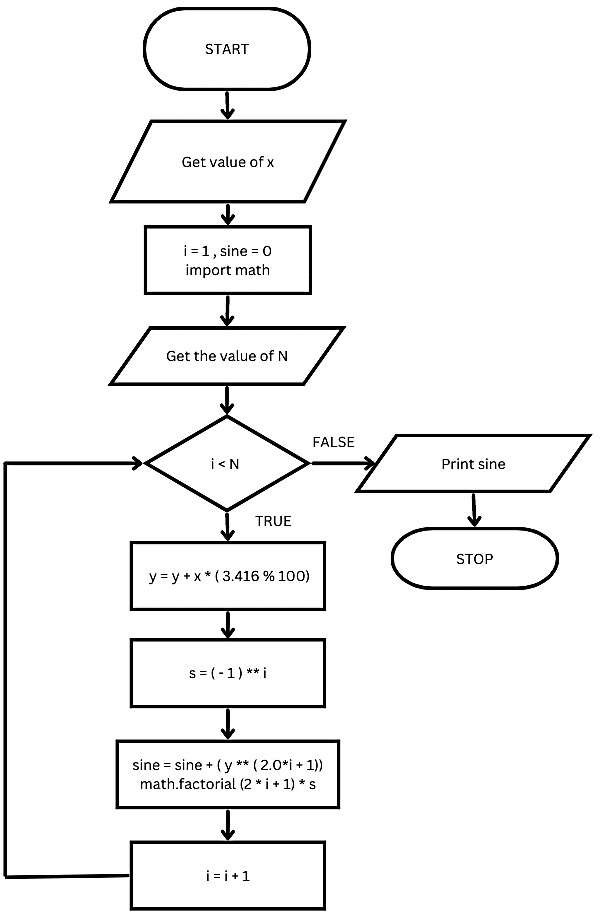 START
Get value of x
i = 1 , sine = 0
import math
Get the value of N
i < N
FALSE
Print sine
TRUE
STOP
y = y + x * ( 3.416 % 100)
s = ( - 1 ) ** i
sine = sine + ( y ** ( 2.0*i + 1))
math.factorial (2 * i + 1) * s
i = i + 1